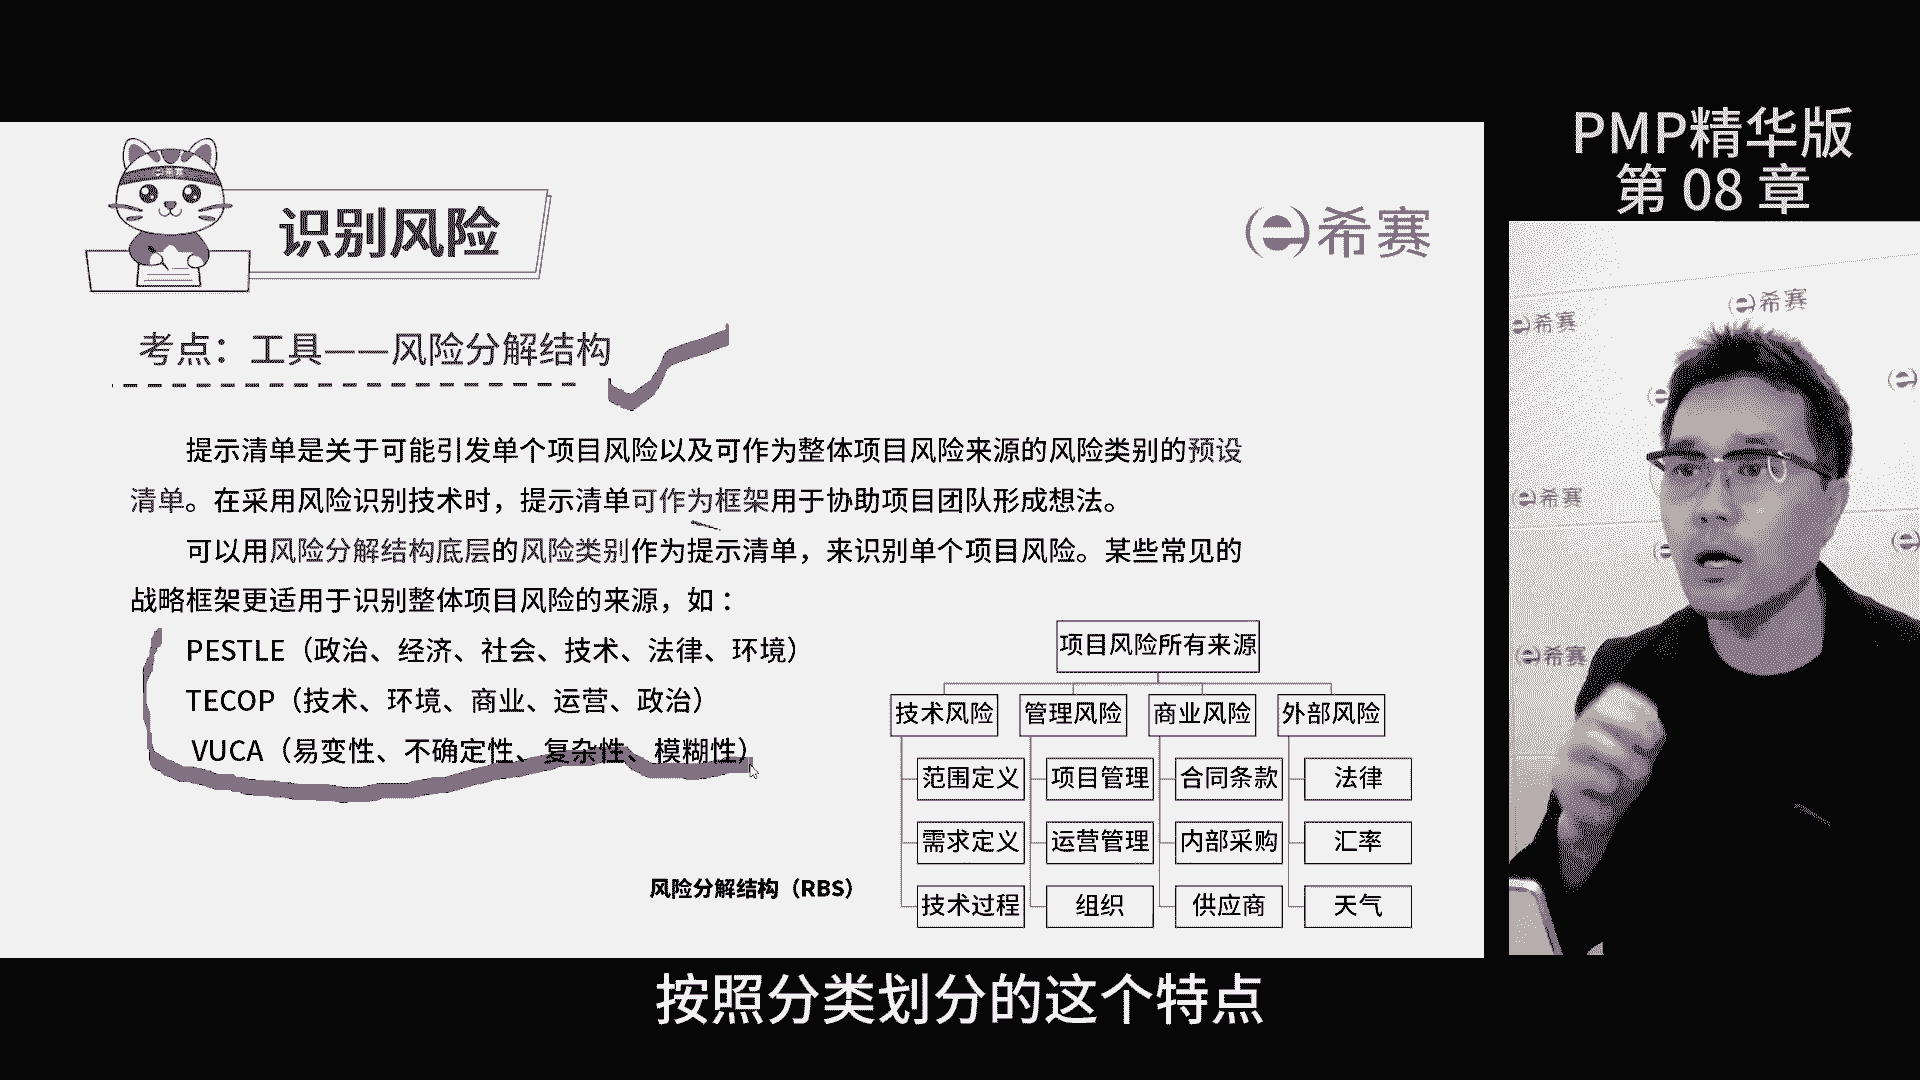 PMP精华版
第 08 章
e希赛
识别风险
e希赛
考点：工具——风险分解结构
提示清单是关于可能引发单个项目风险以及可作为整体项目风险来源的风险类别的预设
清单。在采用风险识别技术时，提示清单可作为框架用于协助项目团队形成想法。
可以用风险分解结构底层的风险类别作为提示清单，来识别单个项目风险。某些常见的
战略框架更适用于识别整体项目风险的来源，如：
PESTLE（政治、经济、社会、技术、法律、环境）
TECOP（技术、环境、商业、运营、政治）
VUCA（易变性、不确定性、复杂性、模糊性）
项目风险所有来源
技术风险 管理风险 商业风险 外部风险
范围定义 项目管理 合同条款 法律
需求定义 运营管理 内部采购 汇率
技术过程 组织 供应商 天气
风险分解结构（RBS）
e希赛
e希赛
e希赛
e希赛
按照分类划分的这个特点